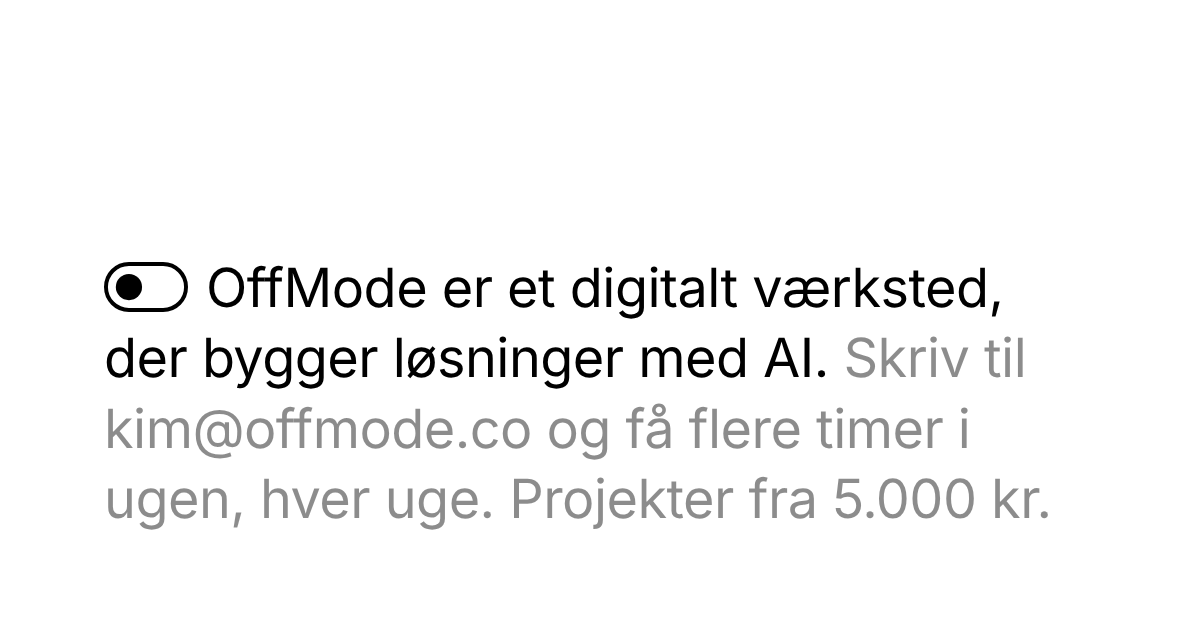 OffMode er et digitalt værksted,
der bygger løsninger med AI. Skriv til
kim@offmode.co og få flere timer i
ugen, hver uge. Projekter fra 5.000 kr.